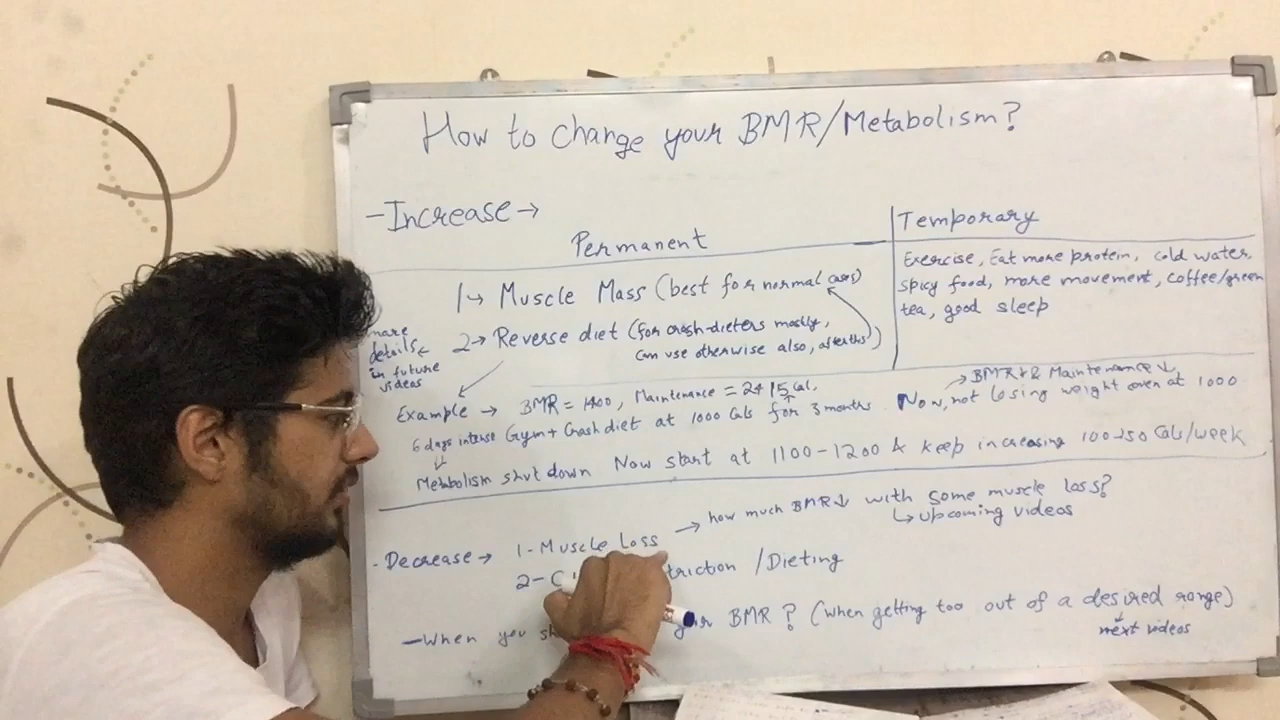 How to change your BMR/Metabolism?
- Increase →
Permanent
1→ Muscle Mass (best for normal cases)
2→ Reverse diet (for crash-dieters mostly,
can use otherwise also, after this)
more
details ←
in future
videos
Temporary
Exercise, Eat more protein, cold water,
spicy food, more movement, coffee/green
tea, good sleep
Example → BMR = 1400, Maintenance = 2415 Cal.
→ BMR↓ & Maintenance↓
6 days intense Gym + Crash diet at 1000 Cals for 3 months. Now, not losing weight even at 1000
↓
Metabolism shut down Now start at 1100-1200 & keep increasing 100-150 Cals/week
- Decrease → 1- Muscle Loss → how much BMR↓ with some muscle loss?
↳ upcoming videos
2- C triction / Dieting
- When you sh your BMR? (when getting too out of a desired range)
↓
next videos